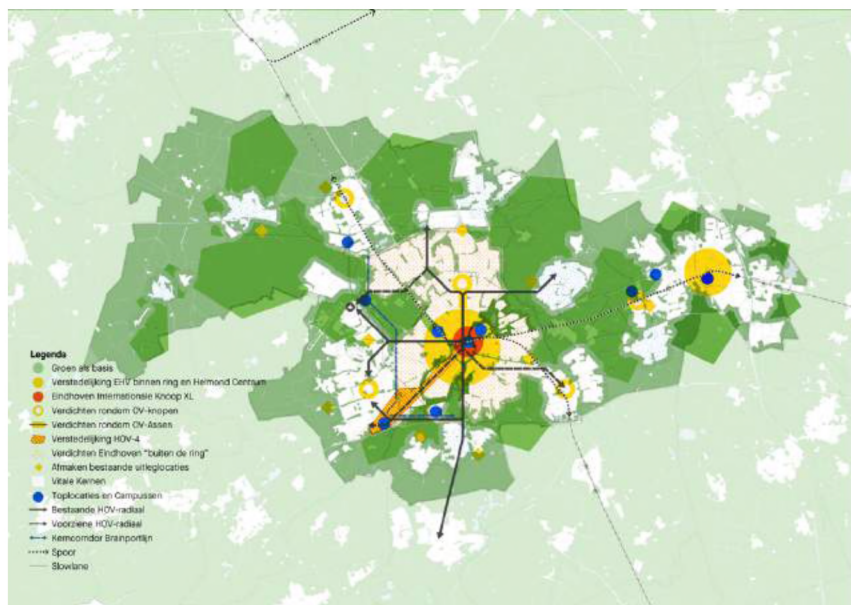 Legenda
Groen als basis
Verstedelijking EHV binnen ring en Helmond Centrum
Eindhoven Internationale Knoop XL
Verdichten rondom OV-knopen
Verdichten rondom OV-Assen
Verstedelijking HOV-4
Verdichten Eindhoven "buiten de ring"
Afmaken bestaande uitleglocaties
Vitale Kernen
Toplocaties en Campussen
Bestaande HOV-radiaal
Voorziene HOV-radiaal
Kerncorridor Brainportlijn
Spoor
Slowlane